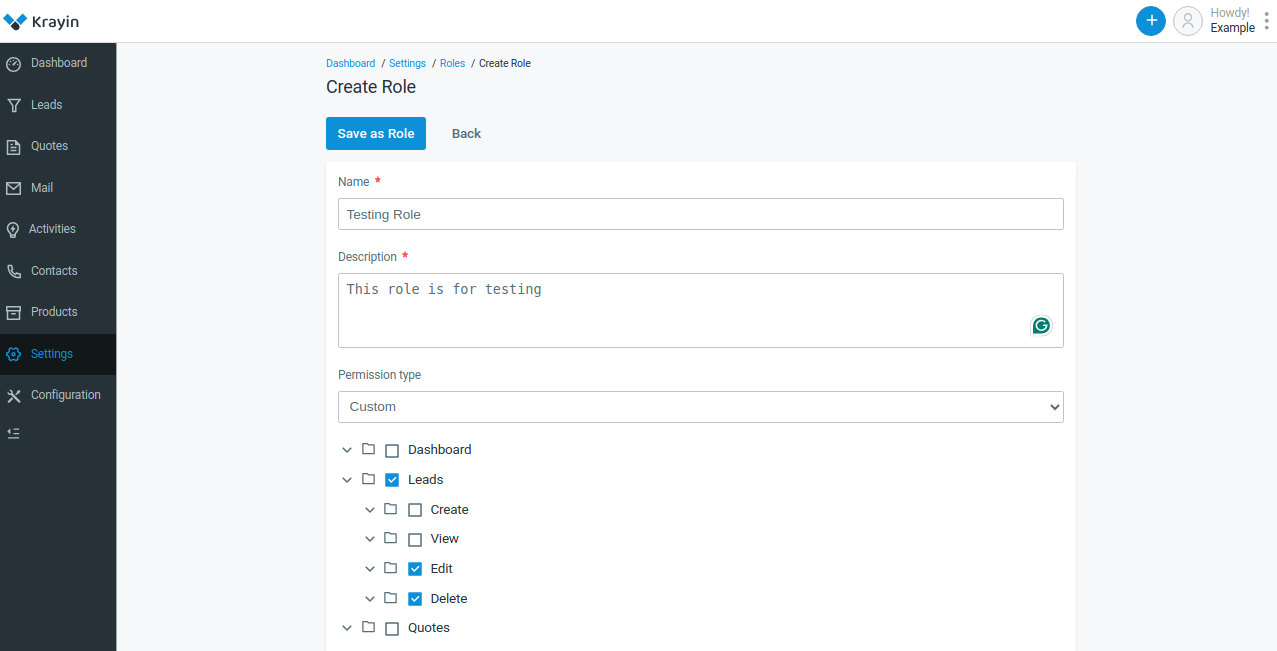 Krayin
+
Howdy!
Example
Dashboard
Leads
Quotes
Mail
Activities
Contacts
Products
Settings
Configuration
Dashboard / Settings / Roles / Create Role
Create Role
Save as Role
Back
Name *
Testing Role
Description *
This role is for testing
Permission type
Custom
Dashboard
Leads
Create
View
Edit
Delete
Quotes